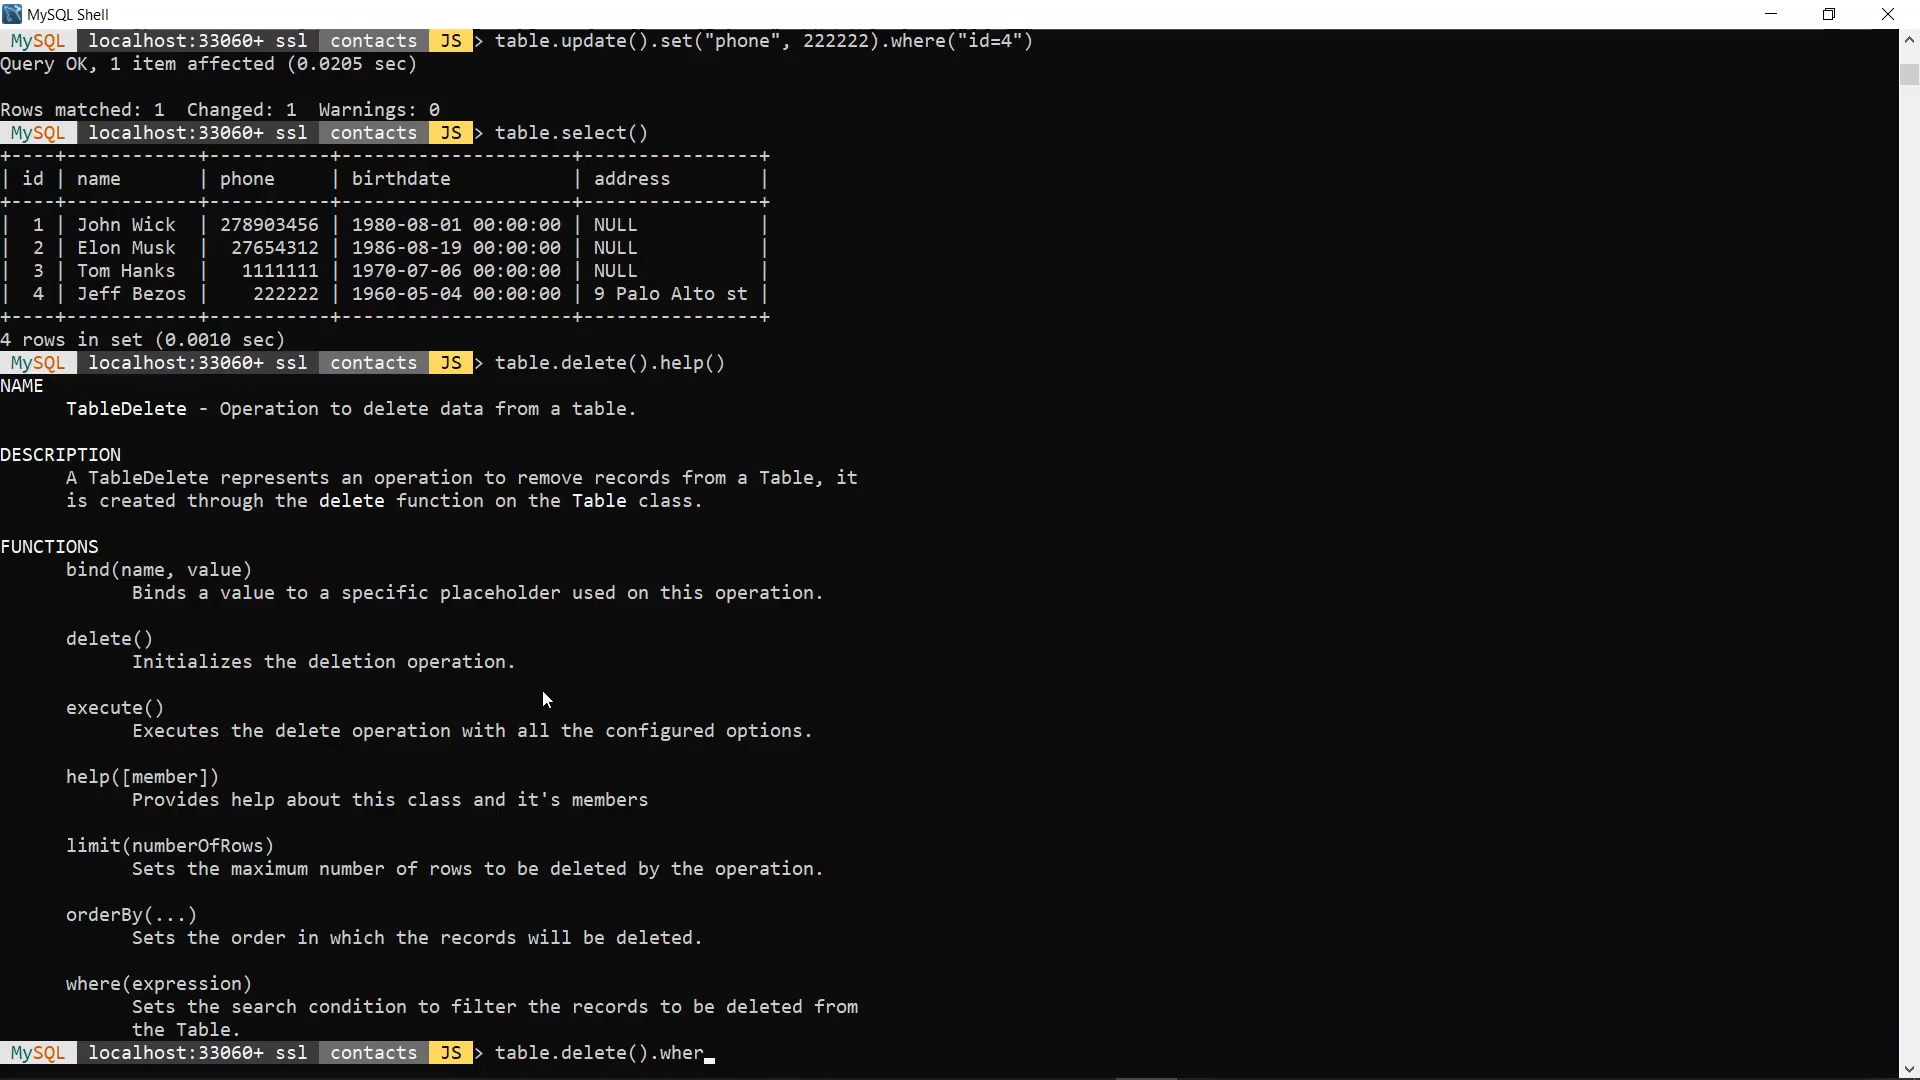 MySQL Shell
MySQL localhost:33060+ ssl contacts JS > table.update().set("phone", 222222).where("id=4")
Query OK, 1 item affected (0.0205 sec)
Rows matched: 1 Changed: 1 Warnings: 0
MySQL localhost:33060+ ssl contacts JS > table.select()
+----+------------+-----------+---------------------+----------------+
| id | name       | phone     | birthdate           | address        |
+----+------------+-----------+---------------------+----------------+
|  1 | John Wick  | 278903456 | 1980-08-01 00:00:00 | NULL           |
|  2 | Elon Musk  |  27654312 | 1986-08-19 00:00:00 | NULL           |
|  3 | Tom Hanks  |   1111111 | 1970-07-06 00:00:00 | NULL           |
|  4 | Jeff Bezos |    222222 | 1960-05-04 00:00:00 | 9 Palo Alto st |
+----+------------+-----------+---------------------+----------------+
4 rows in set (0.0010 sec)
MySQL localhost:33060+ ssl contacts JS > table.delete().help()
NAME
TableDelete - Operation to delete data from a table.
DESCRIPTION
A TableDelete represents an operation to remove records from a Table, it
is created through the delete function on the Table class.
FUNCTIONS
bind(name, value)
Binds a value to a specific placeholder used on this operation.
delete()
Initializes the deletion operation.
execute()
Executes the delete operation with all the configured options.
help([member])
Provides help about this class and it's members
limit(numberOfRows)
Sets the maximum number of rows to be deleted by the operation.
orderBy(...)
Sets the order in which the records will be deleted.
where(expression)
Sets the search condition to filter the records to be deleted from
the Table.
MySQL localhost:33060+ ssl contacts JS > table.delete().wher